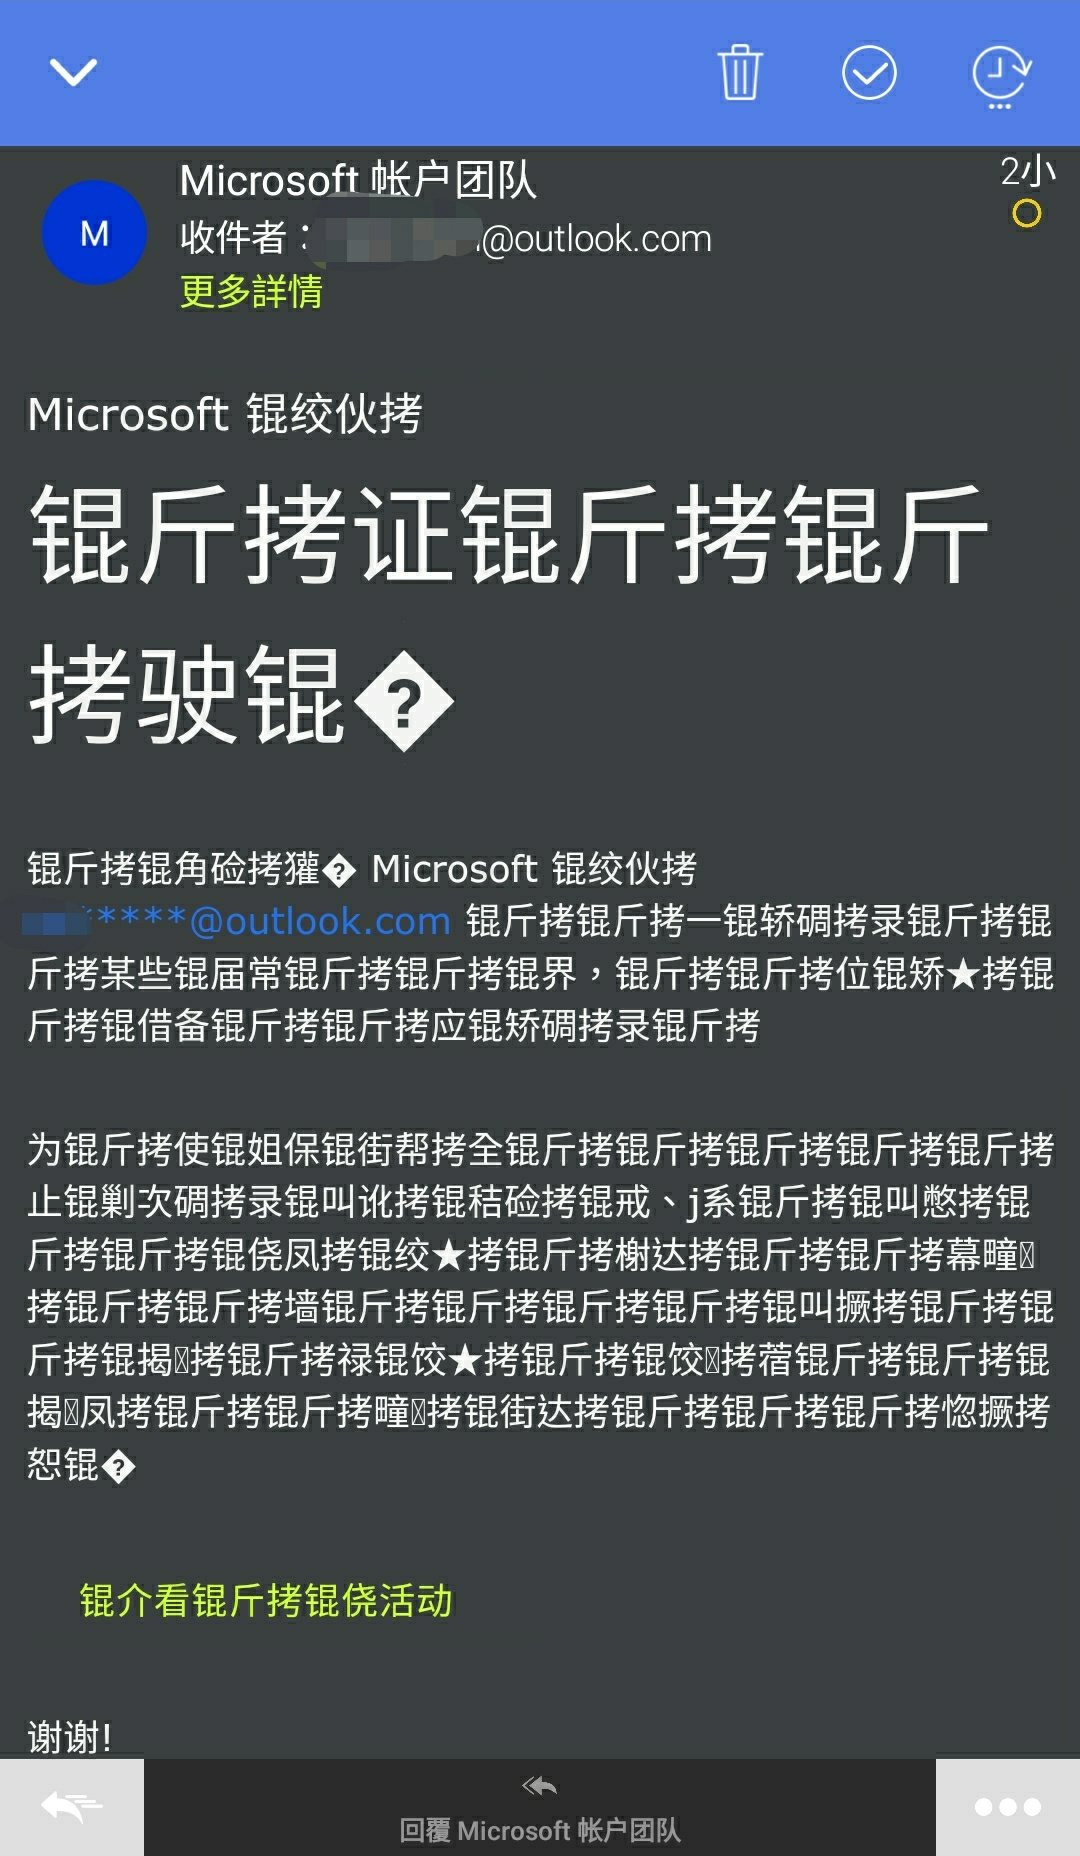 Microsoft 帐户团队
2小
M
收件者：@outlook.com
更多詳情
Microsoft 锟绞伙拷
锟斤拷证锟斤拷锟斤
拷驶锟�
锟斤拷锟角硷拷獾� Microsoft 锟绞伙拷
*****@outlook.com 锟斤拷锟斤拷一锟轿碉拷录锟斤拷锟
斤拷某些锟届常锟斤拷锟斤拷锟界，锟斤拷锟斤拷位锟矫★拷锟
斤拷锟借备锟斤拷锟斤拷应锟矫碉拷录锟斤拷
为锟斤拷使锟姐保锟街帮拷全锟斤拷锟斤拷锟斤拷锟斤拷锟斤拷
止锟剿次碉拷录锟叫讹拷锟秸硷拷锟戒、j系锟斤拷锟叫憋拷锟
斤拷锟斤拷锟侥凤拷锟绞★拷锟斤拷榭达拷锟斤拷锟斤拷幕疃
拷锟斤拷锟斤拷墙锟斤拷锟斤拷锟斤拷锟斤拷锟叫撅拷锟斤拷锟
斤拷锟揭拷锟斤拷禄锟饺★拷锟斤拷锟饺拷蓿锟斤拷锟斤拷锟
揭凤拷锟斤拷锟斤拷疃拷锟街达拷锟斤拷锟斤拷锟斤拷惚撅拷
恕锟�
锟介看锟斤拷锟侥活动
谢谢!
回覆 Microsoft 帐户团队